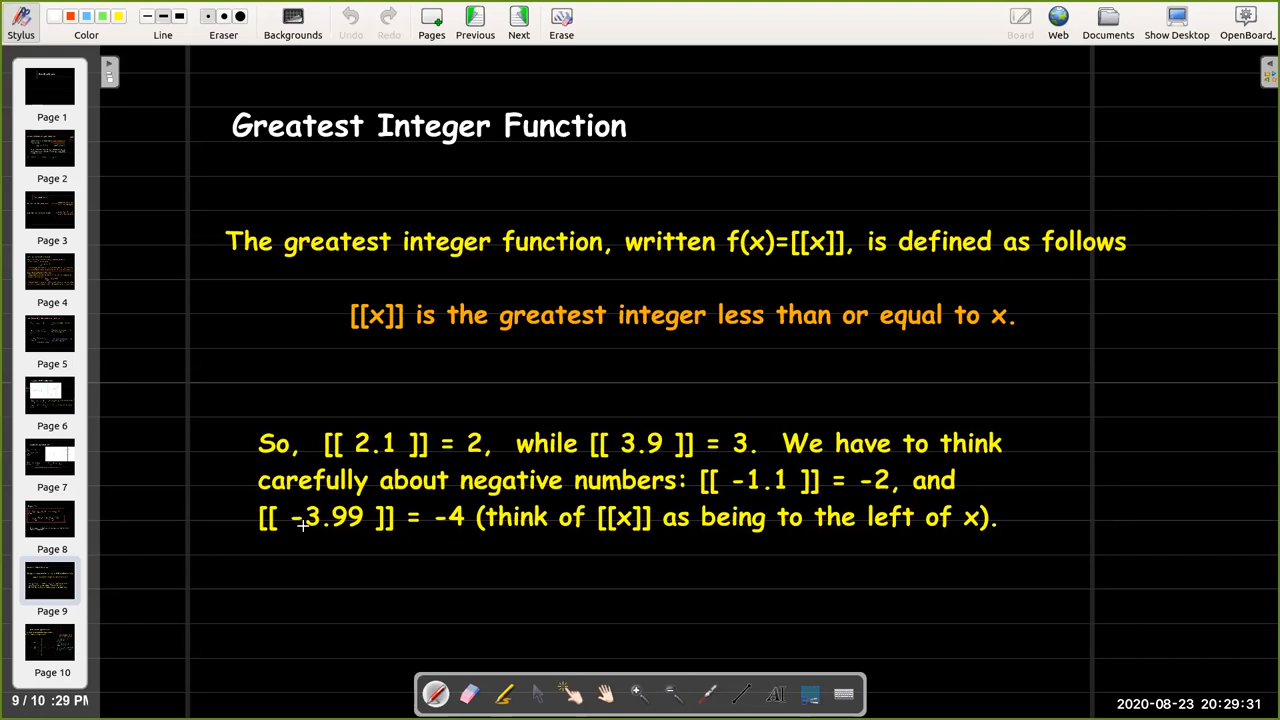 Stylus
Color
Line
Eraser
Backgrounds
Undo
Redo
Pages
Previous
Next
Erase
Board
Web
Documents
Show Desktop
OpenBoard
Page 1
Page 2
Page 3
Page 4
Page 5
Page 6
Page 7
Page 8
Page 9
Page 10
Greatest Integer Function
The greatest integer function, written f(x)=[[x]], is defined as follows
[[x]] is the greatest integer less than or equal to x.
So, [[ 2.1 ]] = 2, while [[ 3.9 ]] = 3. We have to think
carefully about negative numbers: [[ -1.1 ]] = -2, and
[[ -3.99 ]] = -4 (think of [[x]] as being to the left of x).
9 / 10 :29 PM
AI
2020-08-23 20:29:31